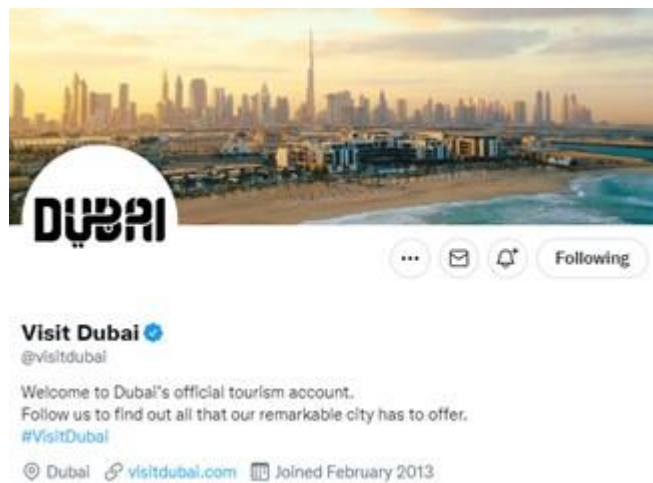 DUBAI
Following
Visit Dubai
@visitdubai
Welcome to Dubai's official tourism account.
Follow us to find out all that our remarkable city has to offer.
#VisitDubai
Dubai visitdubai.com Joined February 2013